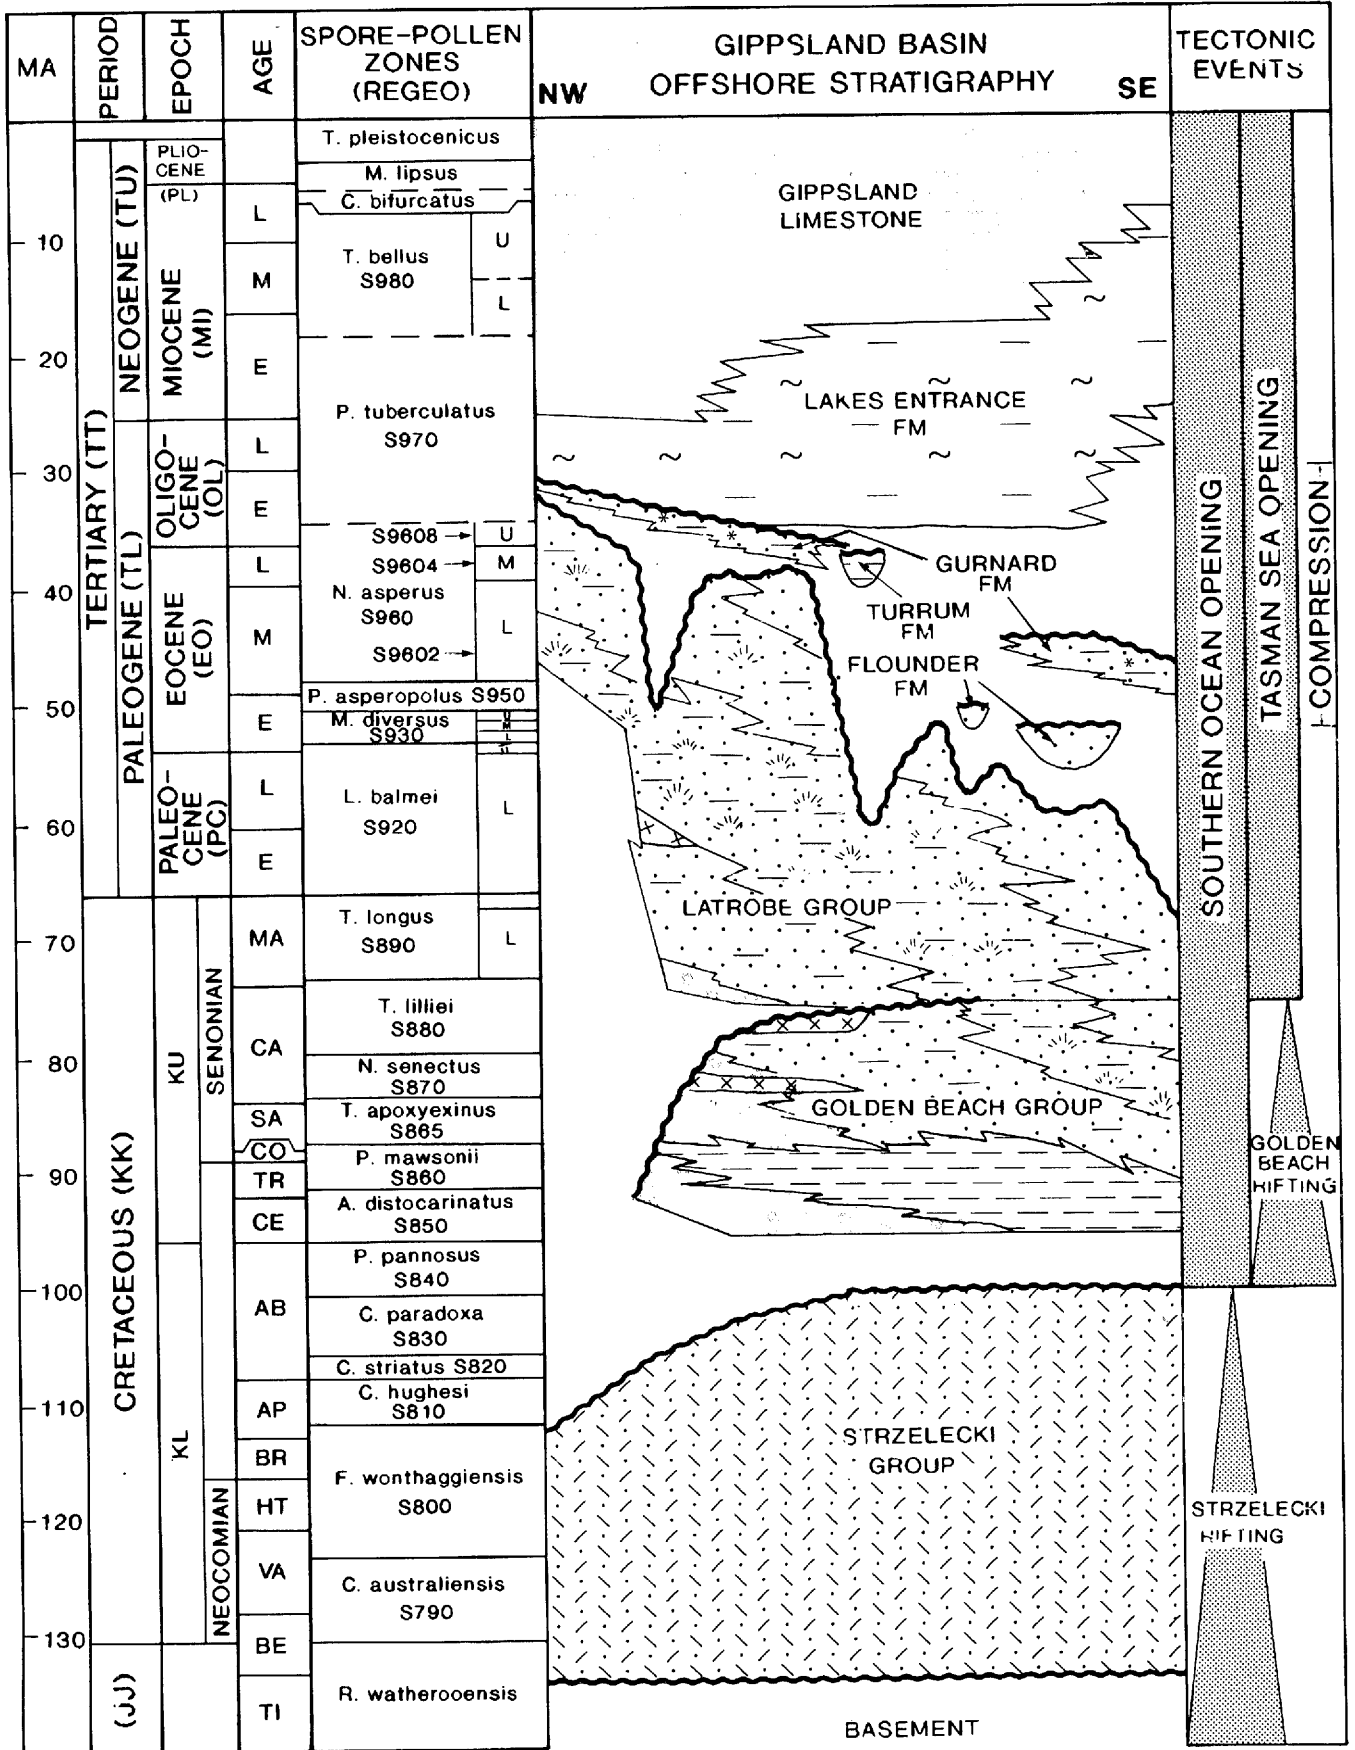 MA
PERIOD
EPOCH
AGE
SPORE-POLLEN
ZONES
(REGEO)
GIPPSLAND BASIN
OFFSHORE STRATIGRAPHY
NW
SE
TECTONIC
EVENTS
10
20
30
40
50
60
70
80
90
100
110
120
130
TERTIARY (TT)
NEOGENE (TU)
PALEOGENE (TL)
CRETACEOUS (KK)
(JJ)
PLIO-
CENE
(PL)
MIOCENE
(MI)
OLIGO-
CENE
(OL)
EOCENE
(EO)
PALEO-
CENE
(PC)
KU
KL
SENONIAN
NEOCOMIAN
L
M
E
L
E
L
M
E
L
E
MA
CA
SA
CO
TR
CE
AB
AP
BR
HT
VA
BE
TI
T. pleistocenicus
M. lipsus
C. bifurcatus
T. bellus
S980
U
L
P. tuberculatus
S970
S9608
U
S9604
M
N. asperus
S960
L
S9602
P. asperopolus S950
M. diversus
S930
U
M
L
U
L. balmei
S920
L
T. longus
S890
L
T. lilliei
S880
N. senectus
S870
T. apoxyexinus
S865
P. mawsonii
S860
A. distocarinatus
S850
P. pannosus
S840
C. paradoxa
S830
C. striatus S820
C. hughesi
S810
F. wonthaggiensis
S800
C. australiensis
S790
R. watherooensis
GIPPSLAND
LIMESTONE
LAKES ENTRANCE
FM
GURNARD
FM
TURRUM
FM
FLOUNDER
FM
LATROBE GROUP
GOLDEN BEACH GROUP
STRZELECKI
GROUP
BASEMENT
SOUTHERN OCEAN OPENING
TASMAN SEA OPENING
COMPRESSION
GOLDEN
BEACH
RIFTING
STRZELECKI
RIFTING